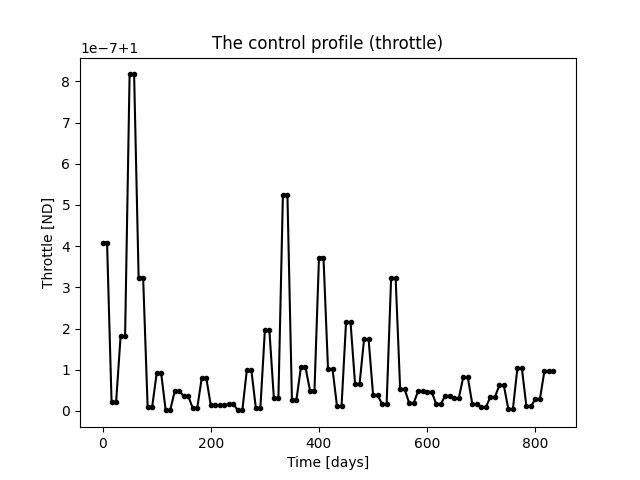 The control profile (throttle)
1e−7+1
8
7
6
5
4
3
2
1
0
Throttle [ND]
0 200 400 600 800
Time [days]